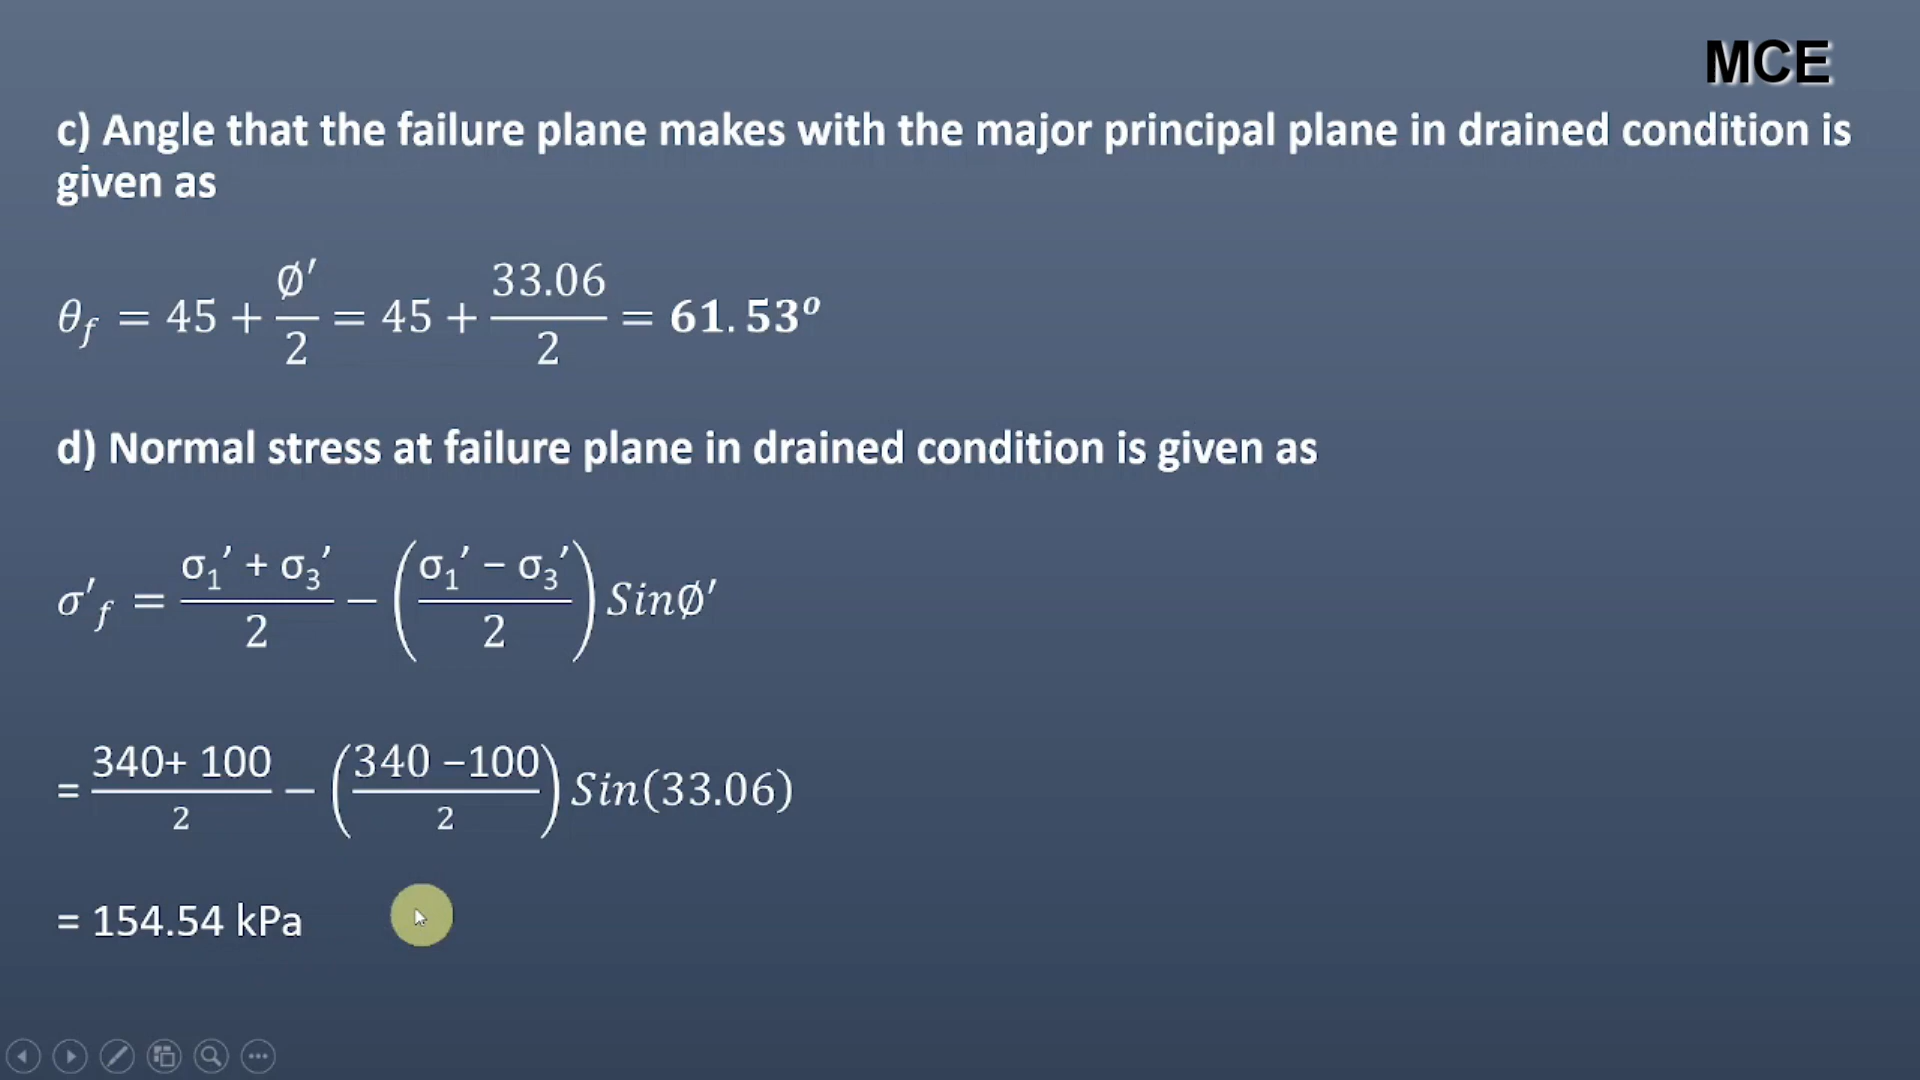 MCE
c) Angle that the failure plane makes with the major principal plane in drained condition is
given as
θ_f = 45 + ∅′/2 = 45 + 33.06/2 = 61.53°
d) Normal stress at failure plane in drained condition is given as
σ′_f = (σ₁′ + σ₃′)/2 − ((σ₁′ − σ₃′)/2) Sin∅′
= (340+ 100)/2 − ((340 −100)/2) Sin(33.06)
= 154.54 kPa